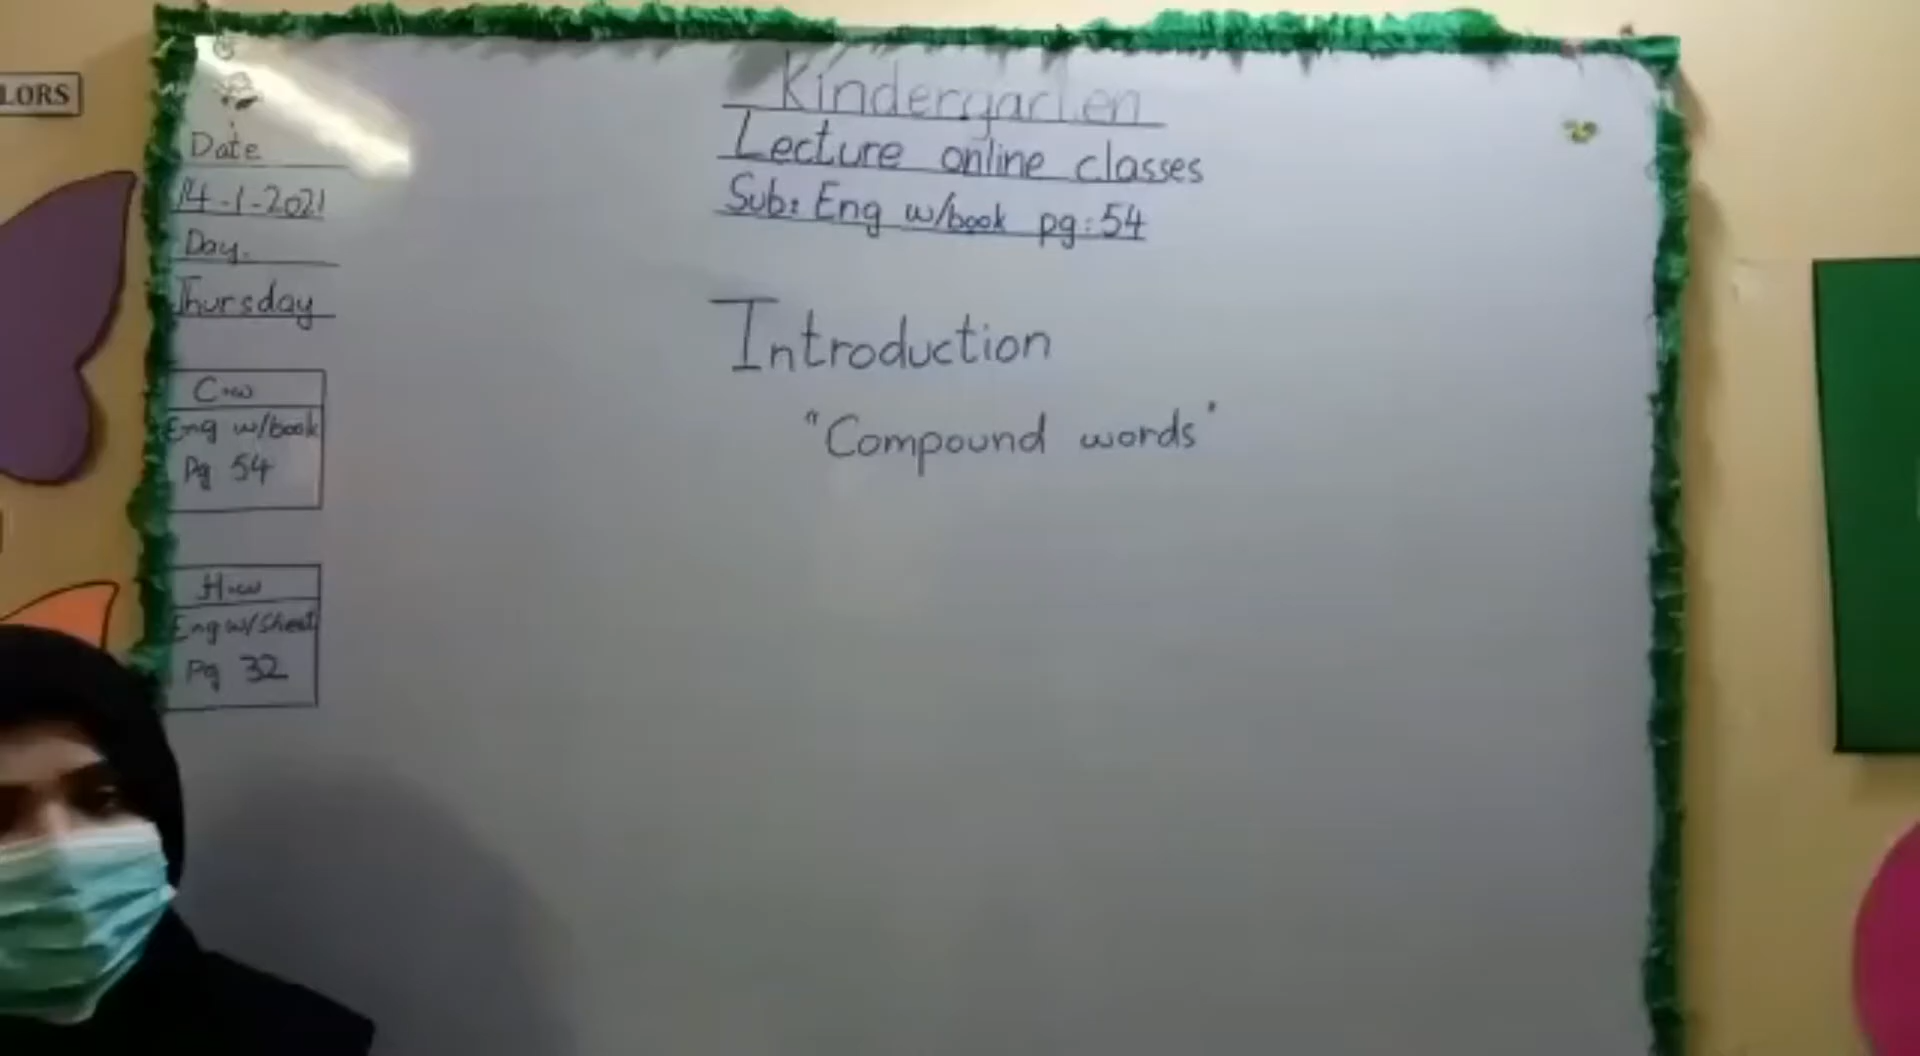 LORS
Date
14-1-2021
Day.
Thursday
C.w
Eng w/book
Pg 54
H.w
Eng w/sheet
Pg 32
Kindergarten
Lecture online classes
Sub: Eng w/book pg: 54
Introduction
"Compound words"